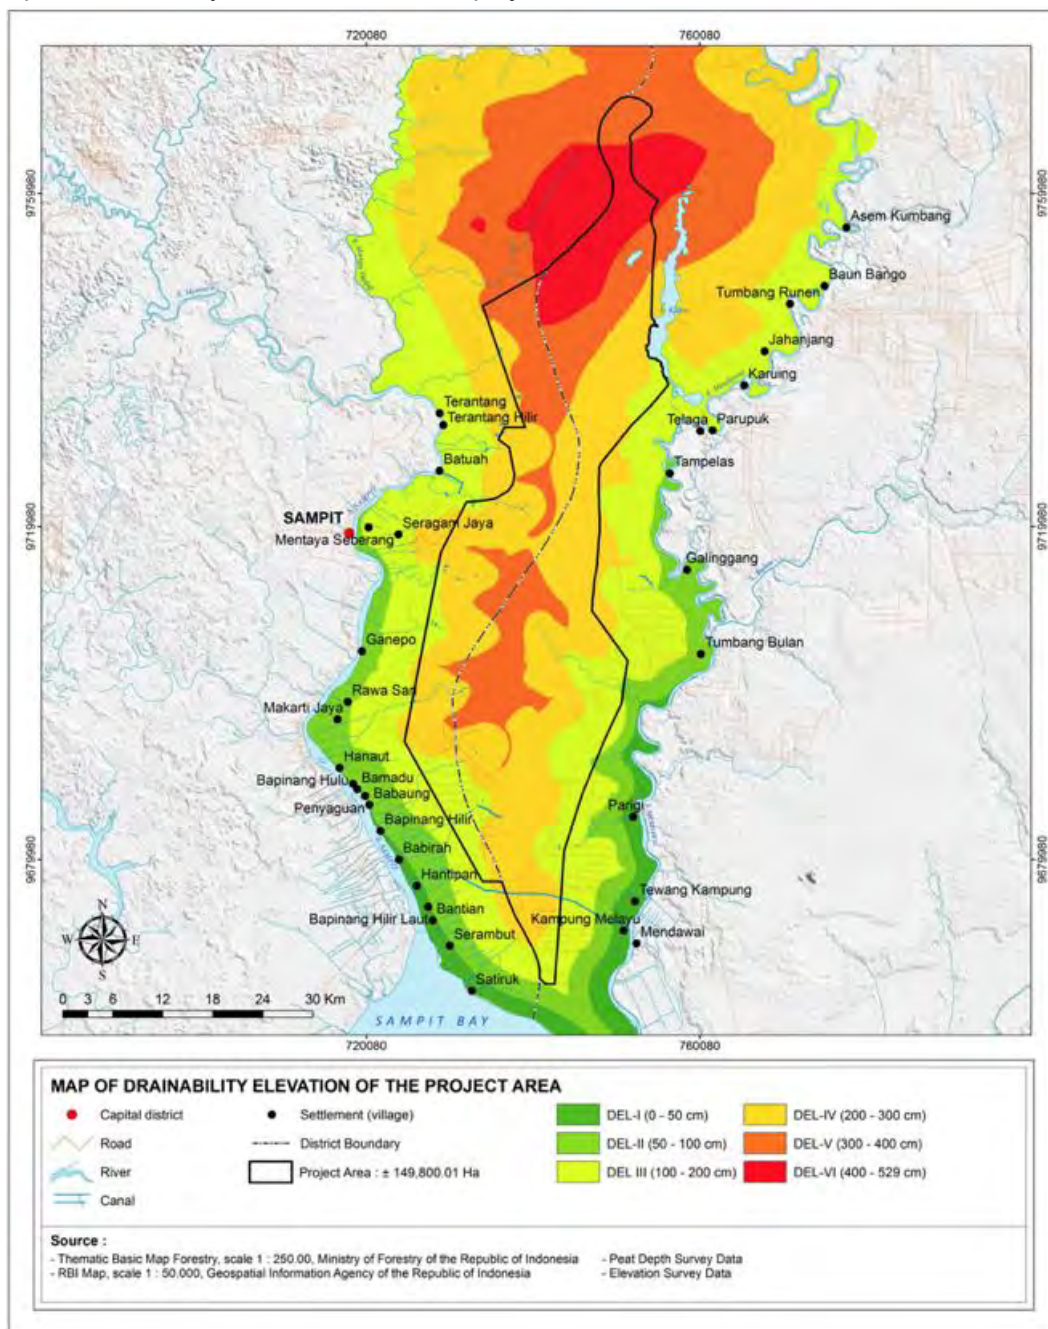 720080
760080
9759980
9759980
Asem Kumbang
Baun Bango
Tumbang Runen
Jahanjang
Karuing
Terantang
Terantang Hilir
Telaga
Parupuk
Batuah
Tampelas
SAMPIT
Seragam Jaya
Mentaya Seberang
9719980
9719980
Galinggang
Ganepo
Tumbang Bulan
Rawa Sari
Makarti Jaya
Hanaut
Bapinang Hulu
Bamadu
Babaung
Penyaguan
Bapinang Hilir
Parigi
Babirah
9679980
9679980
Hantipan
Tewang Kampung
Bantian
Bapinang Hilir Laut
Kampung Melayu
Serambut
Mendawai
Satiruk
N
W
E
S
0 3 6 12 18 24 30 Km
SAMPIT BAY
720080
760080
MAP OF DRAINABILITY ELEVATION OF THE PROJECT AREA
Capital district
Settlement (village)
DEL-I (0 - 50 cm)
DEL-IV (200 - 300 cm)
Road
District Boundary
DEL-II (50 - 100 cm)
DEL-V (300 - 400 cm)
River
Project Area : ± 149,800.01 Ha
DEL III (100 - 200 cm)
DEL-VI (400 - 529 cm)
Canal
Source :
- Thematic Basic Map Forestry, scale 1 : 250.00, Ministry of Forestry of the Republic of Indonesia
- Peat Depth Survey Data
- RBI Map, scale 1 : 50.000, Geospatial Information Agency of the Republic of Indonesia
- Elevation Survey Data